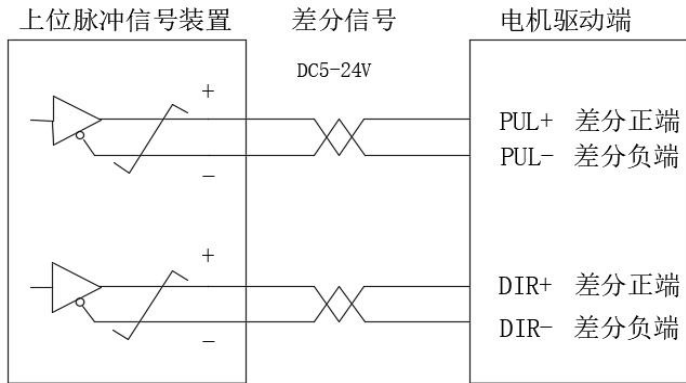 上位脉冲信号装置 差分信号 电机驱动端
DC5-24V
+
PUL+ 差分正端
PUL- 差分负端
−
+
DIR+ 差分正端
DIR- 差分负端
−